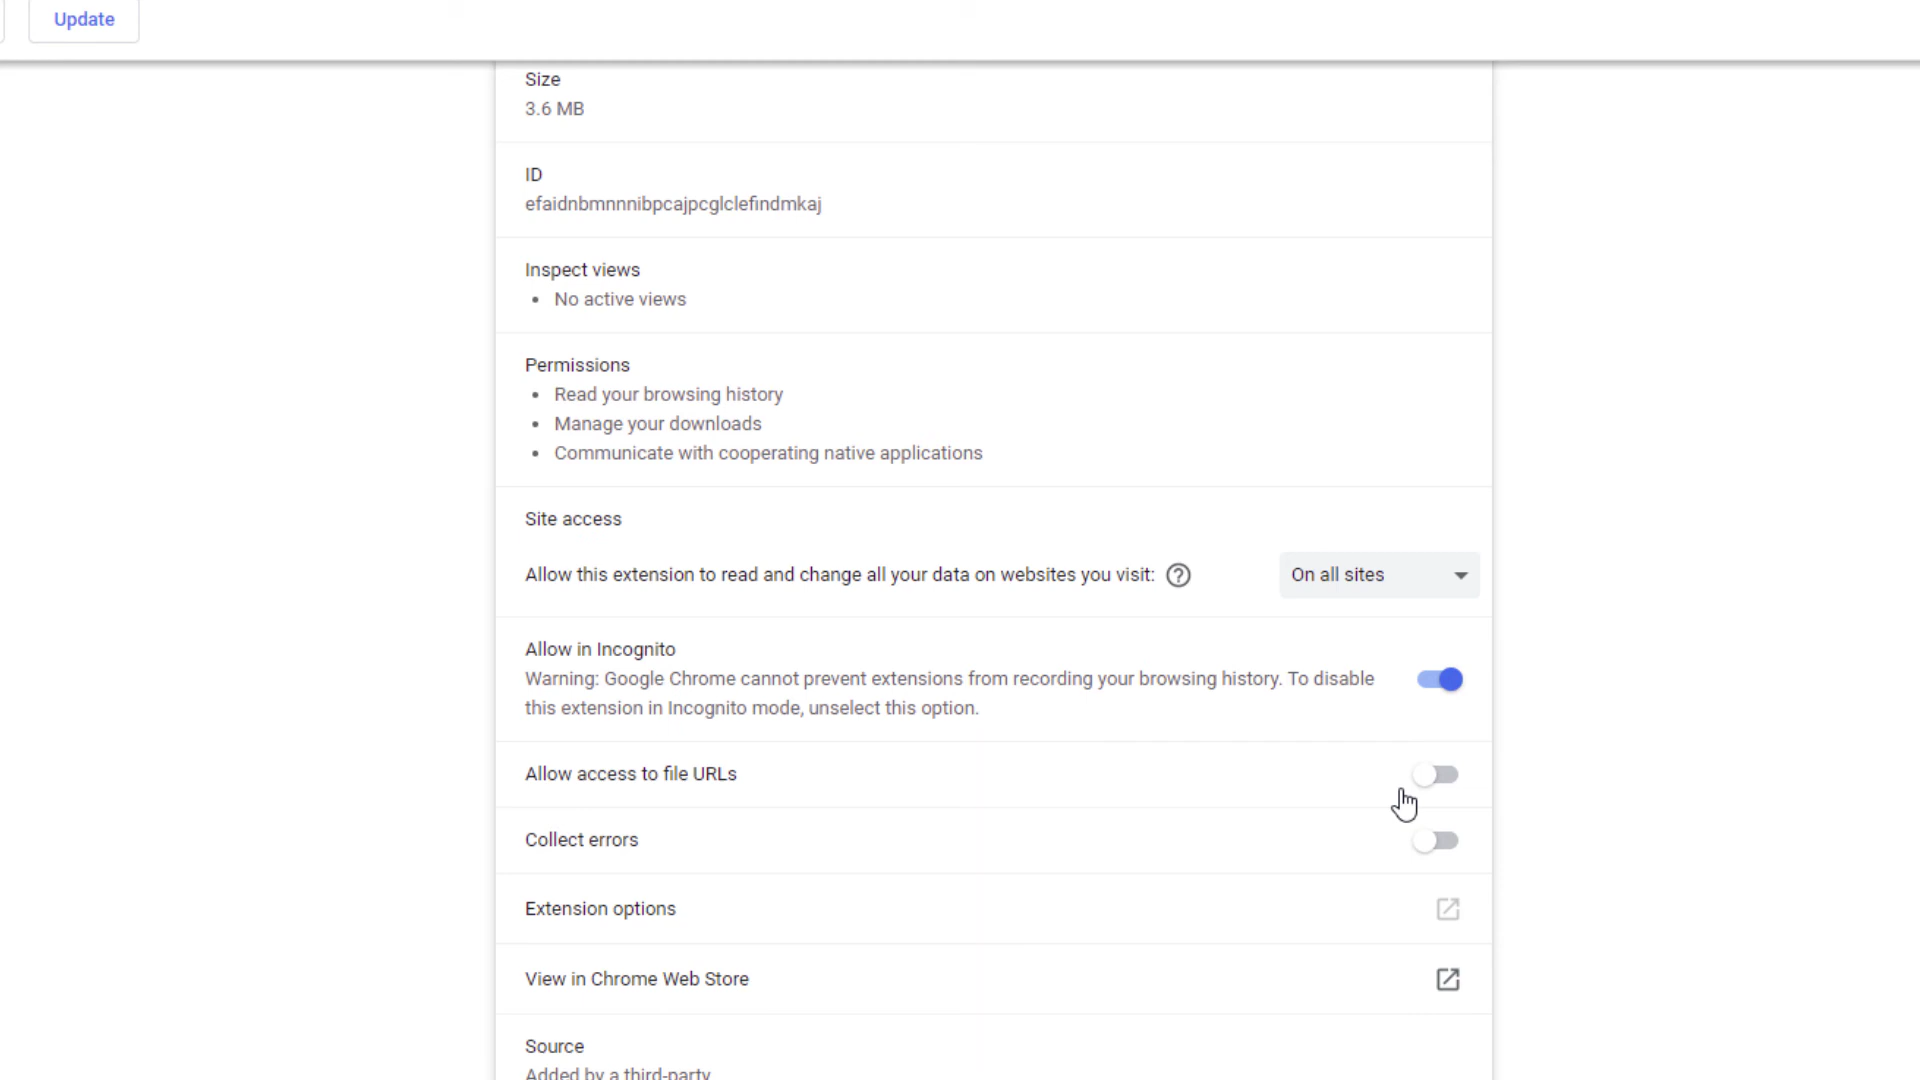 Update
Size
3.6 MB
ID
efaidnbmnnnibpcajpcglclefindmkaj
Inspect views
• No active views
Permissions
• Read your browsing history
• Manage your downloads
• Communicate with cooperating native applications
Site access
Allow this extension to read and change all your data on websites you visit: ?
On all sites
Allow in Incognito
Warning: Google Chrome cannot prevent extensions from recording your browsing history. To disable
this extension in Incognito mode, unselect this option.
Allow access to file URLs
Collect errors
Extension options
View in Chrome Web Store
Source
Added by a third-party